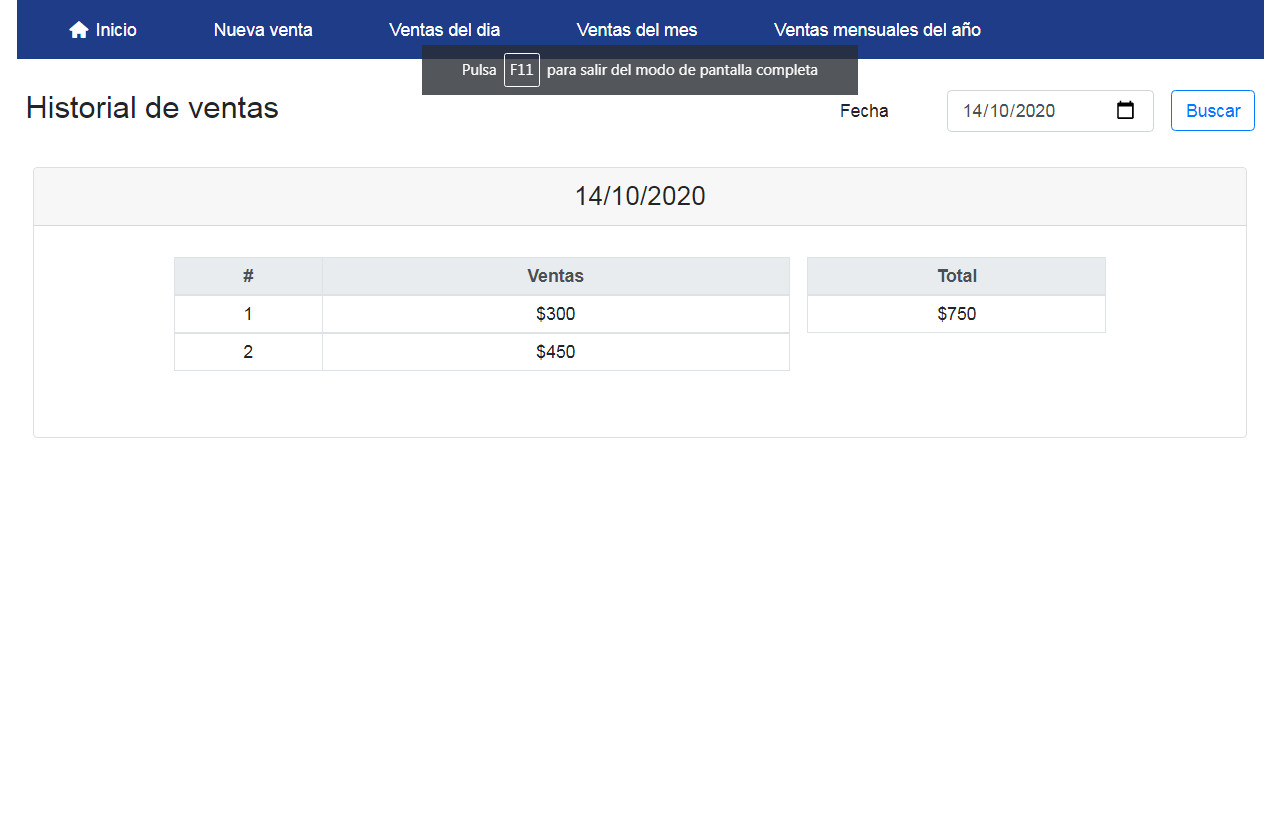 Inicio Nueva venta Ventas del dia Ventas del mes Ventas mensuales del año
Pulsa F11 para salir del modo de pantalla completa
Historial de ventas Fecha 14/10/2020 Buscar
14/10/2020
# Ventas Total
1 $300 $750
2 $450